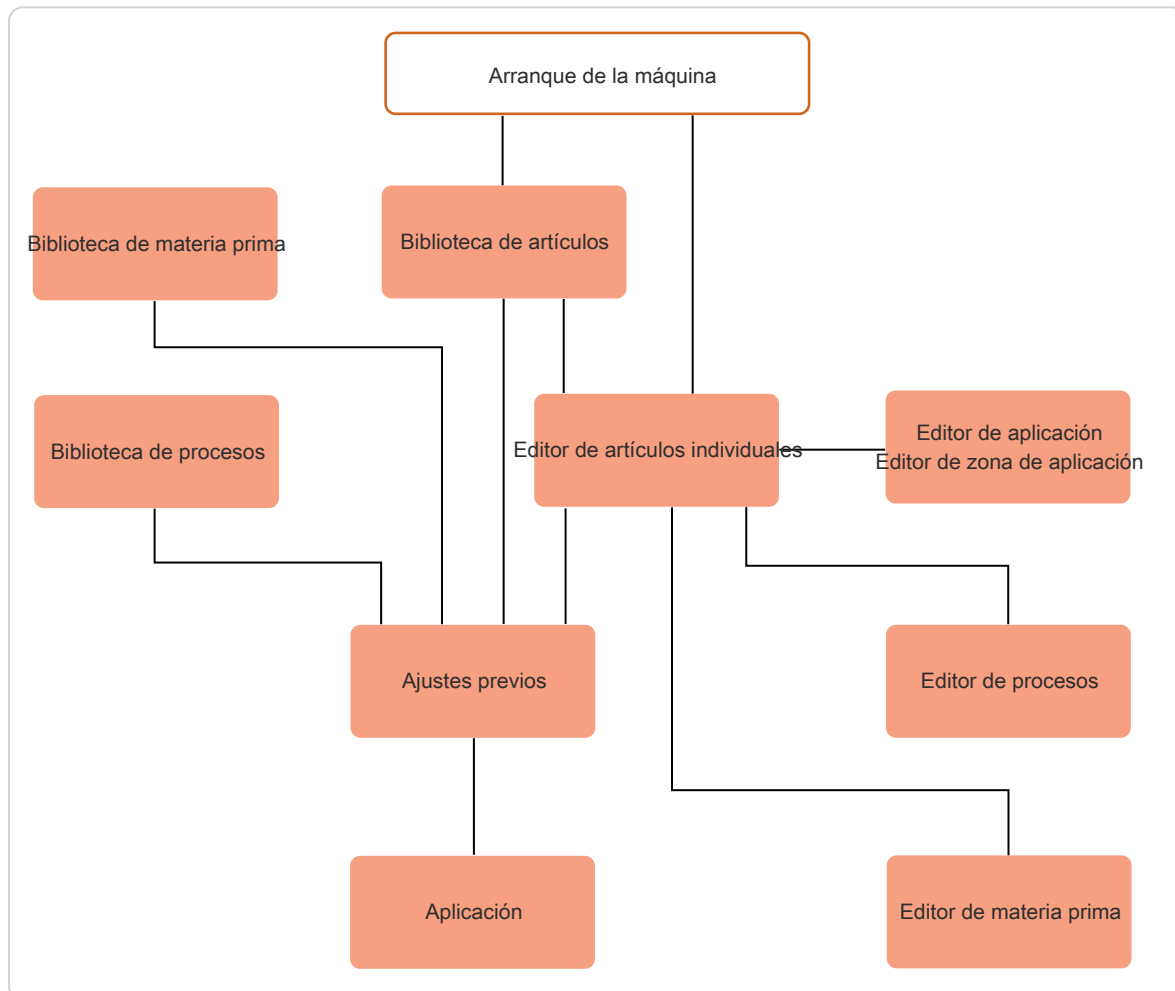 Arranque de la máquina
Biblioteca de materia prima
Biblioteca de artículos
Biblioteca de procesos
Editor de artículos individuales
Editor de aplicación
Editor de zona de aplicación
Ajustes previos
Editor de procesos
Aplicación
Editor de materia prima